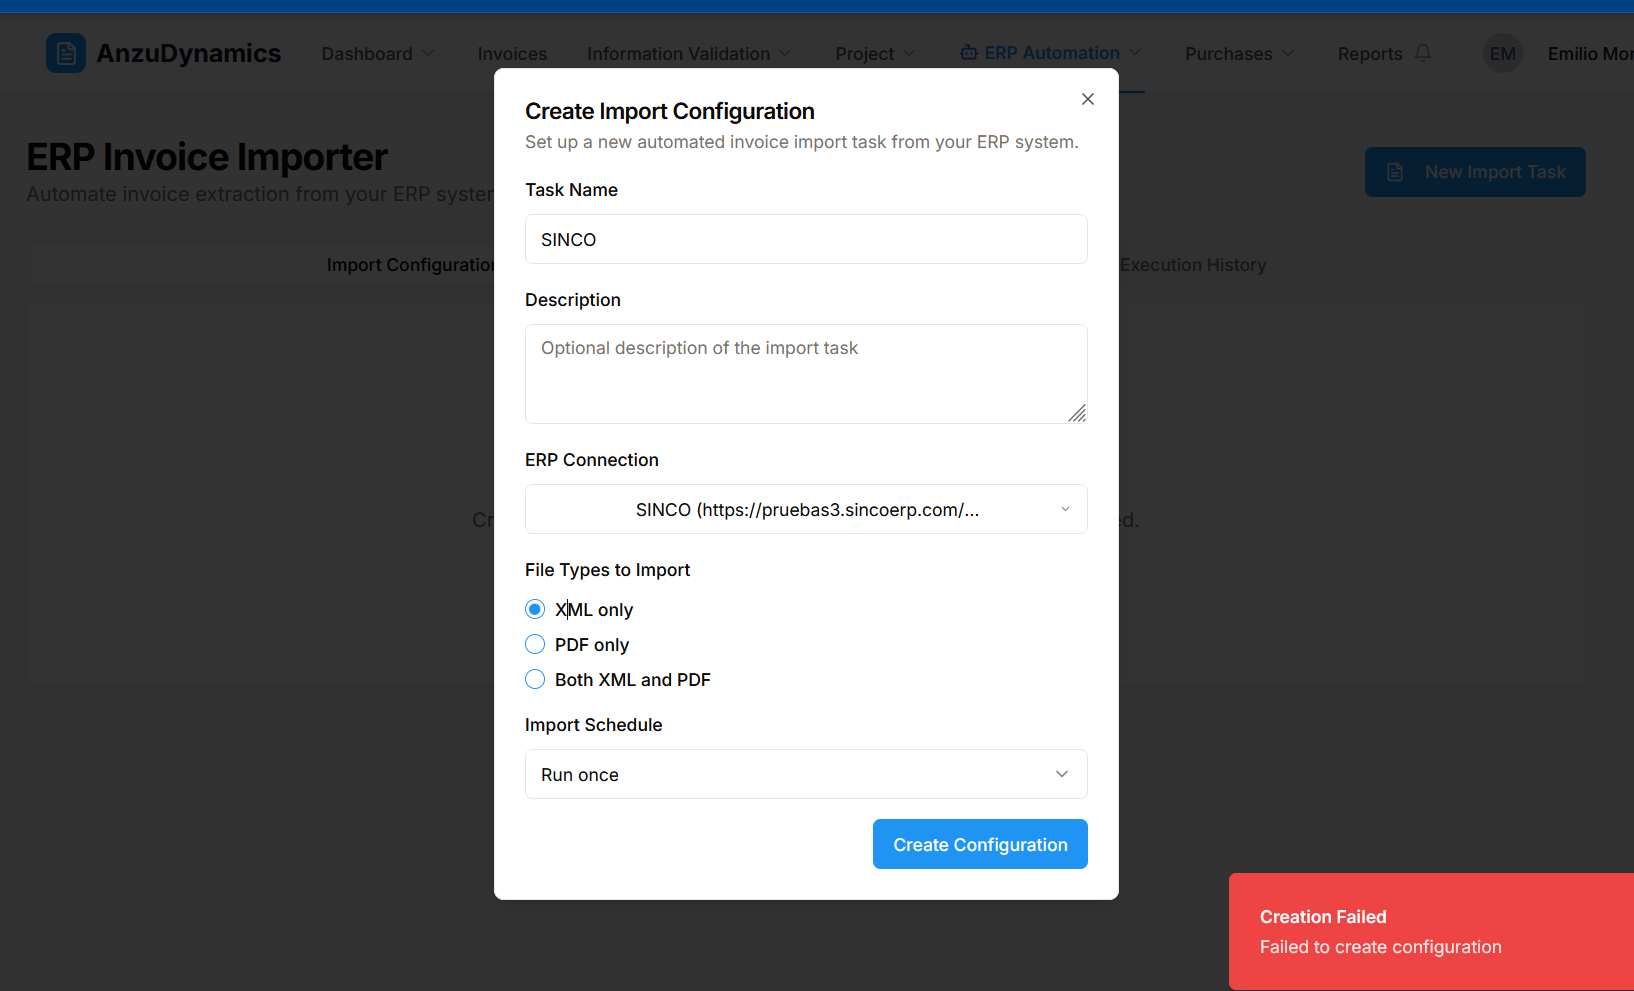 AnzuDynamics
Dashboard
Invoices
Information Validation
Project
ERP Automation
Purchases
Reports
EM
Emilio Mor
ERP Invoice Importer
Automate invoice extraction from your ERP system
New Import Task
Import Configuration
Execution History
Cr
ed.
Create Import Configuration
Set up a new automated invoice import task from your ERP system.
Task Name
SINCO
Description
Optional description of the import task
ERP Connection
SINCO (https://pruebas3.sincoerp.com/...
File Types to Import
XML only
PDF only
Both XML and PDF
Import Schedule
Run once
Create Configuration
Creation Failed
Failed to create configuration